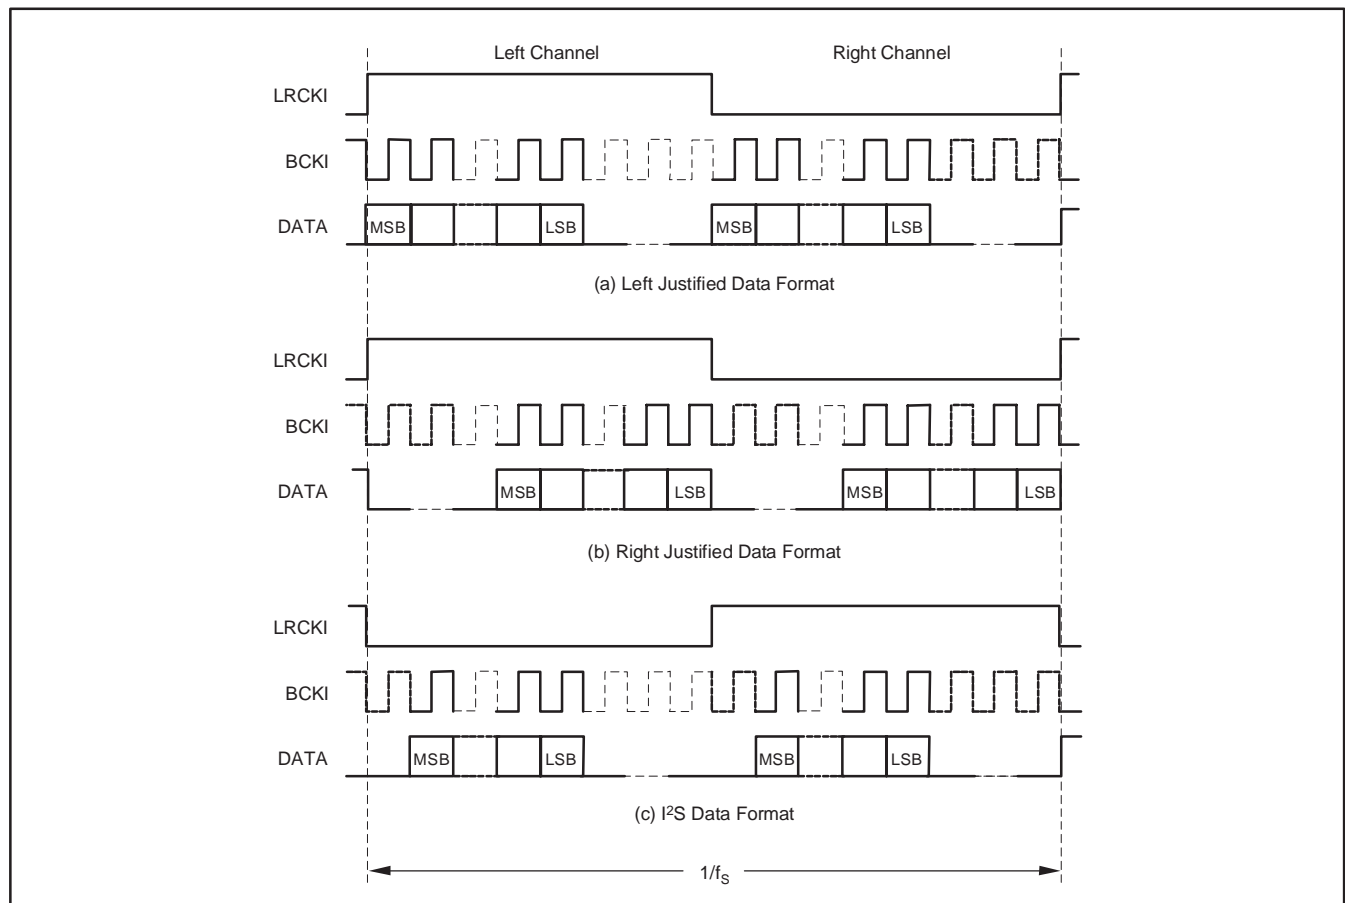 Left Channel Right Channel
LRCKI
BCKI
DATA MSB LSB MSB LSB
(a) Left Justified Data Format
LRCKI
BCKI
DATA MSB LSB MSB LSB
(b) Right Justified Data Format
LRCKI
BCKI
DATA MSB LSB MSB LSB
(c) I²S Data Format
1/fS